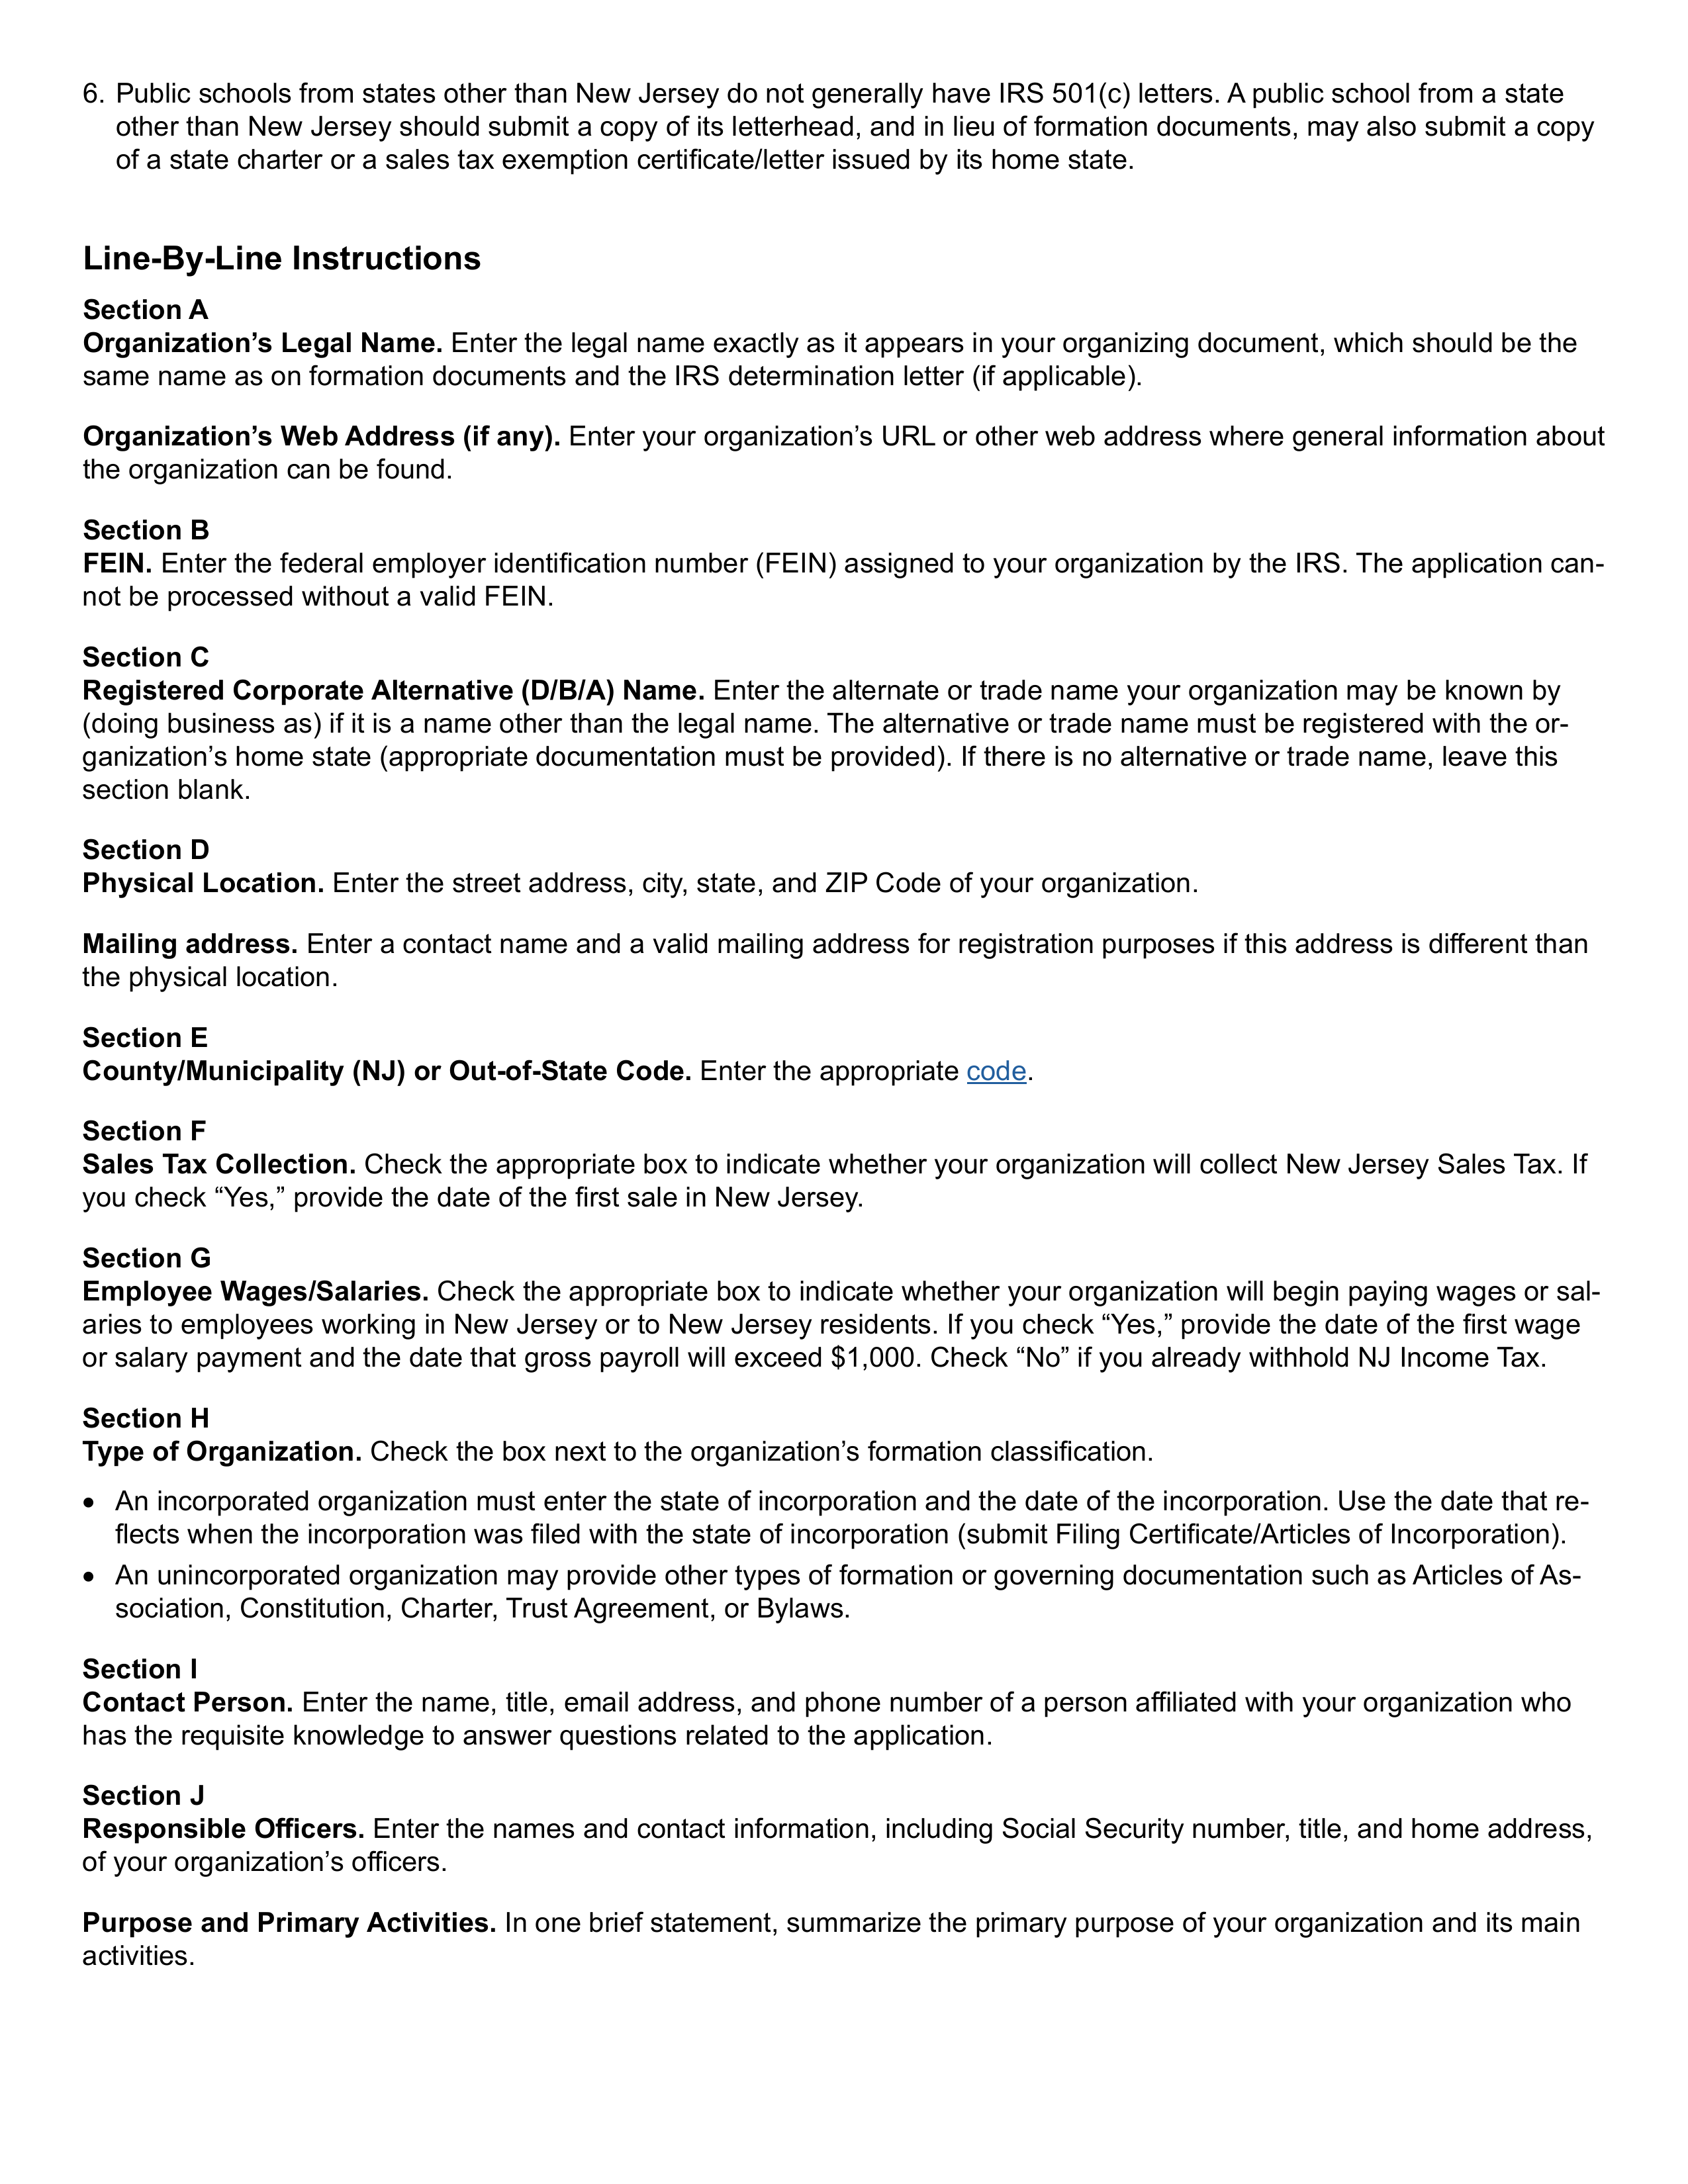 6. Public schools from states other than New Jersey do not generally have IRS 501(c) letters. A public school from a state
other than New Jersey should submit a copy of its letterhead, and in lieu of formation documents, may also submit a copy
of a state charter or a sales tax exemption certificate/letter issued by its home state.
Line-By-Line Instructions
Section A
Organization’s Legal Name. Enter the legal name exactly as it appears in your organizing document, which should be the
same name as on formation documents and the IRS determination letter (if applicable).
Organization’s Web Address (if any). Enter your organization’s URL or other web address where general information about
the organization can be found.
Section B
FEIN. Enter the federal employer identification number (FEIN) assigned to your organization by the IRS. The application can-
not be processed without a valid FEIN.
Section C
Registered Corporate Alternative (D/B/A) Name. Enter the alternate or trade name your organization may be known by
(doing business as) if it is a name other than the legal name. The alternative or trade name must be registered with the or-
ganization’s home state (appropriate documentation must be provided). If there is no alternative or trade name, leave this
section blank.
Section D
Physical Location. Enter the street address, city, state, and ZIP Code of your organization.
Mailing address. Enter a contact name and a valid mailing address for registration purposes if this address is different than
the physical location.
Section E
County/Municipality (NJ) or Out-of-State Code. Enter the appropriate code.
Section F
Sales Tax Collection. Check the appropriate box to indicate whether your organization will collect New Jersey Sales Tax. If
you check “Yes,” provide the date of the first sale in New Jersey.
Section G
Employee Wages/Salaries. Check the appropriate box to indicate whether your organization will begin paying wages or sal-
aries to employees working in New Jersey or to New Jersey residents. If you check “Yes,” provide the date of the first wage
or salary payment and the date that gross payroll will exceed $1,000. Check “No” if you already withhold NJ Income Tax.
Section H
Type of Organization. Check the box next to the organization’s formation classification.
• An incorporated organization must enter the state of incorporation and the date of the incorporation. Use the date that re-
flects when the incorporation was filed with the state of incorporation (submit Filing Certificate/Articles of Incorporation).
• An unincorporated organization may provide other types of formation or governing documentation such as Articles of As-
sociation, Constitution, Charter, Trust Agreement, or Bylaws.
Section I
Contact Person. Enter the name, title, email address, and phone number of a person affiliated with your organization who
has the requisite knowledge to answer questions related to the application.
Section J
Responsible Officers. Enter the names and contact information, including Social Security number, title, and home address,
of your organization’s officers.
Purpose and Primary Activities. In one brief statement, summarize the primary purpose of your organization and its main
activities.